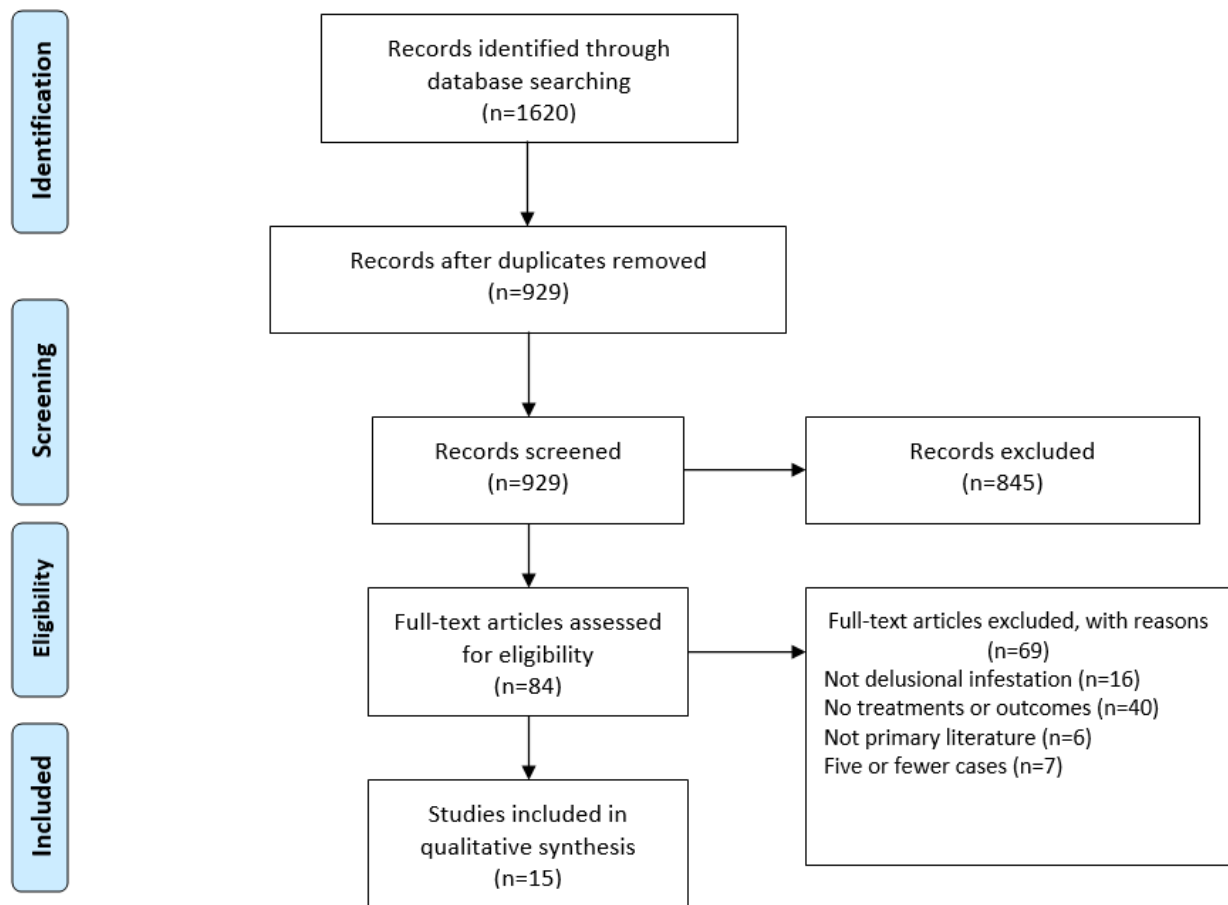 Identification
Records identified through
database searching
(n=1620)
Records after duplicates removed
(n=929)
Screening
Records screened
(n=929)
Records excluded
(n=845)
Eligibility
Full-text articles assessed
for eligibility
(n=84)
Full-text articles excluded, with reasons
(n=69)
Not delusional infestation (n=16)
No treatments or outcomes (n=40)
Not primary literature (n=6)
Five or fewer cases (n=7)
Included
Studies included in
qualitative synthesis
(n=15)